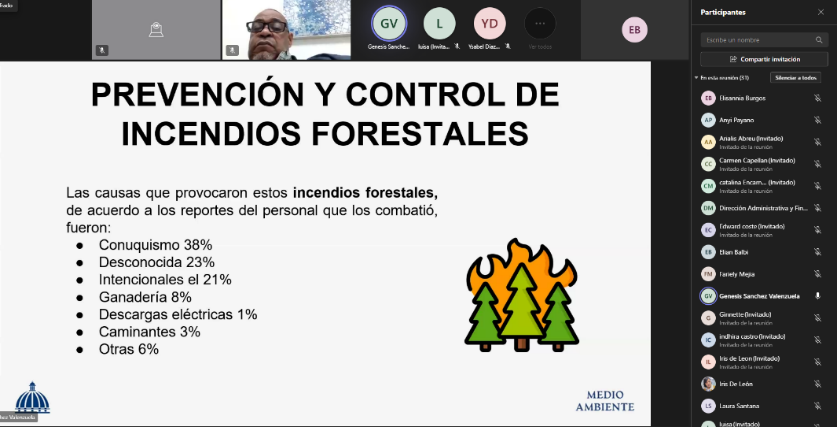 GV
L
YD
...
EB
Genesis Sanche...
luisa (Invita...
Ysabel Diaz...
Ver todos
PREVENCIÓN Y CONTROL DE
INCENDIOS FORESTALES
Las causas que provocaron estos incendios forestales,
de acuerdo a los reportes del personal que los combatió,
fueron:
● Conuquismo 38%
● Desconocida 23%
● Intencionales el 21%
● Ganadería 8%
● Descargas eléctricas 1%
● Caminantes 3%
● Otras 6%
MEDIO
AMBIENTE
Participantes
Escribe un nombre
Compartir invitación
En esta reunión (31)
Silenciar a todos
EB Elisannia Burgos
AP Anyi Payano
AA Analis Abreu (Invitado)
Invitado de la reunión
CC Carmen Capellan (Invitado)
Invitado de la reunión
CM catalina Encarn... (Invitado)
Invitado de la reunión
DM Dirección Administrativa y Fin...
EC Edward coste (Invitado)
Invitado de la reunión
EB Elian Balbi
FM Fariely Mejia
GV Genesis Sanchez Valenzuela
G Ginnette (Invitado)
Invitado de la reunión
IC indhira castro (Invitado)
Invitado de la reunión
IL Iris de Leon (Invitado)
Invitado de la reunión
Iris De León
LS Laura Santana
luisa (Invitado)